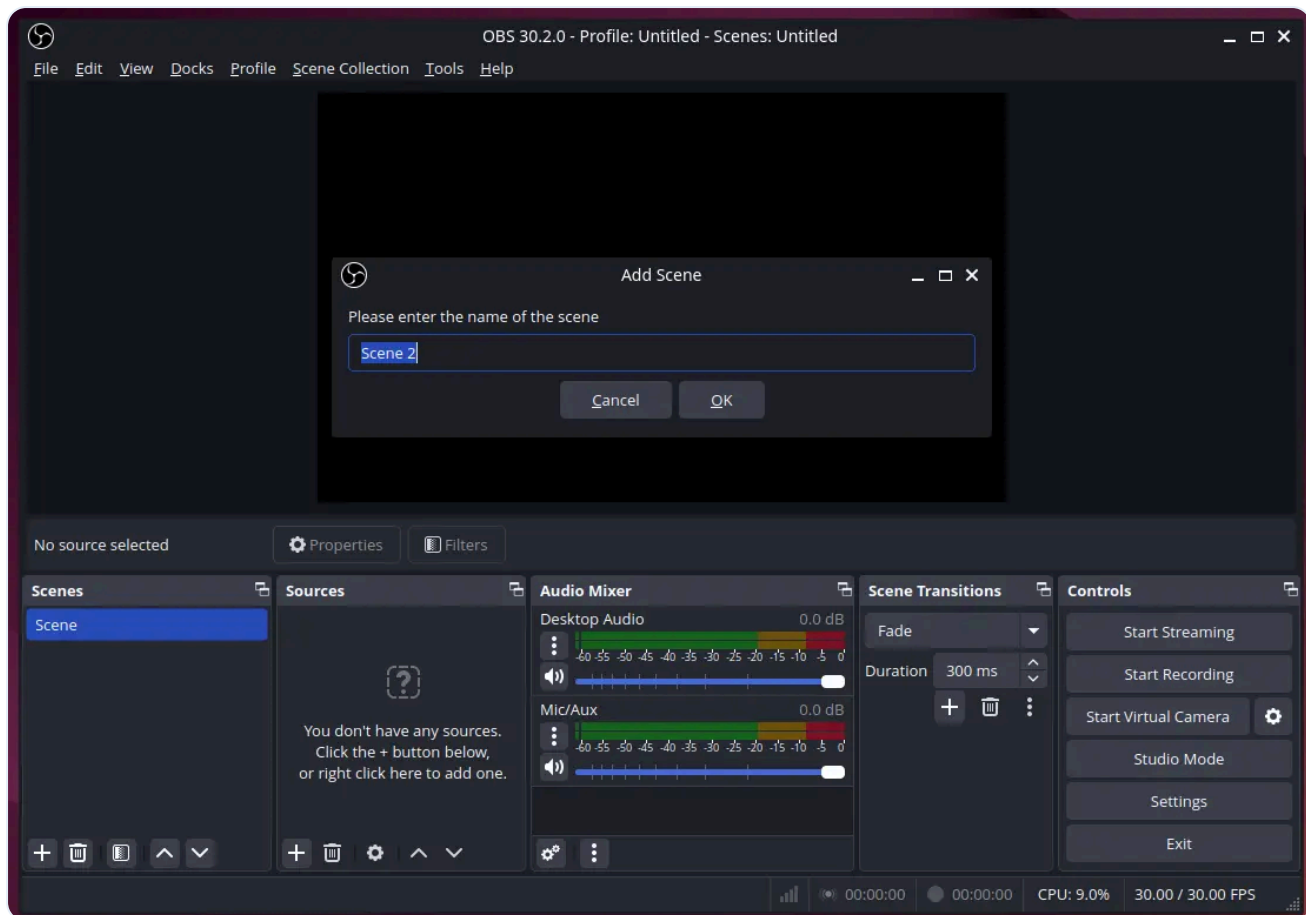 OBS 30.2.0 - Profile: Untitled - Scenes: Untitled
File Edit View Docks Profile Scene Collection Tools Help
Add Scene
Please enter the name of the scene
Scene 2
Cancel OK
No source selected Properties Filters
Scenes
Scene
Sources
You don't have any sources.
Click the + button below,
or right click here to add one.
Audio Mixer
Desktop Audio 0.0 dB
-60 -55 -50 -45 -40 -35 -30 -25 -20 -15 -10 -5 0
Mic/Aux 0.0 dB
-60 -55 -50 -45 -40 -35 -30 -25 -20 -15 -10 -5 0
Scene Transitions
Fade
Duration 300 ms
Controls
Start Streaming
Start Recording
Start Virtual Camera
Studio Mode
Settings
Exit
00:00:00 00:00:00 CPU: 9.0% 30.00 / 30.00 FPS